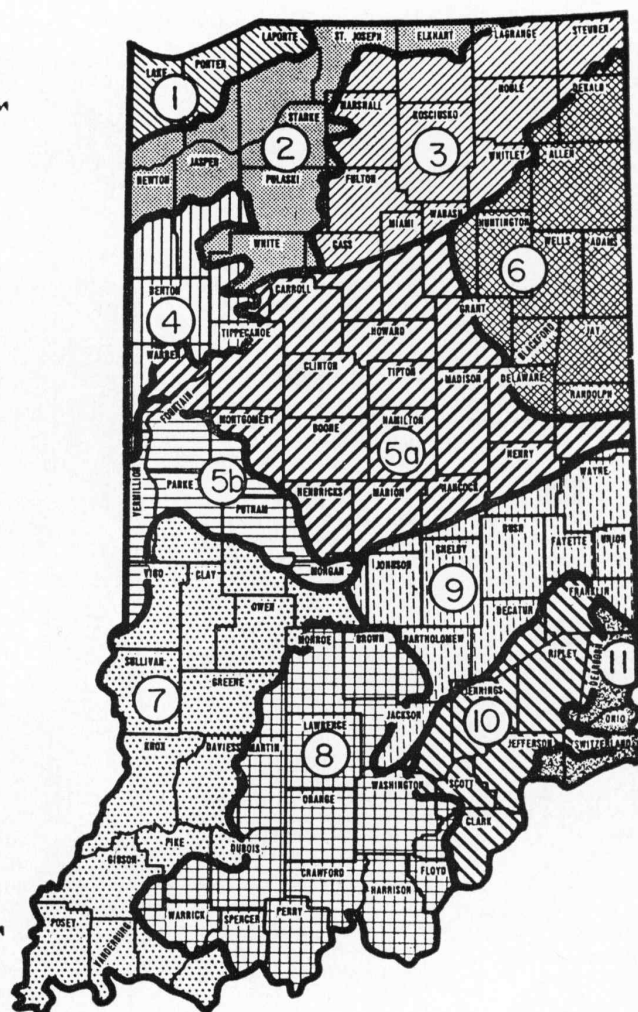 LAPORTE
ST. JOSEPH
ELKHART
LAGRANGE
STEUBEN
LAKE
PORTER
1
NOBLE
DEKALB
STARKE
MARSHALL
KOSCIUSKO
2
3
JASPER
WHITLEY
ALLEN
NEWTON
PULASKI
FULTON
MIAMI
WABASH
HUNTINGTON
WHITE
CASS
WELLS
ADAMS
6
CARROLL
BENTON
GRANT
4
TIPPECANOE
HOWARD
BLACKFORD
JAY
WARREN
CLINTON
TIPTON
MADISON
DELAWARE
RANDOLPH
FOUNTAIN
MONTGOMERY
BOONE
HAMILTON
5a
HENRY
WAYNE
VERMILLION
PARKE
5b
PUTNAM
HENDRICKS
MARION
HANCOCK
RUSH
FAYETTE
UNION
SHELBY
MORGAN
JOHNSON
VIGO
CLAY
9
FRANKLIN
OWEN
DECATUR
MONROE
BROWN
BARTHOLOMEW
RIPLEY
DEARBORN
11
SULLIVAN
7
GREENE
JENNINGS
10
OHIO
LAWRENCE
JACKSON
JEFFERSON
SWITZERLAND
8
KNOX
DAVIESS
MARTIN
SCOTT
ORANGE
WASHINGTON
CLARK
PIKE
DUBOIS
GIBSON
CRAWFORD
FLOYD
HARRISON
POSEY
VANDERBURG
WARRICK
SPENCER
PERRY